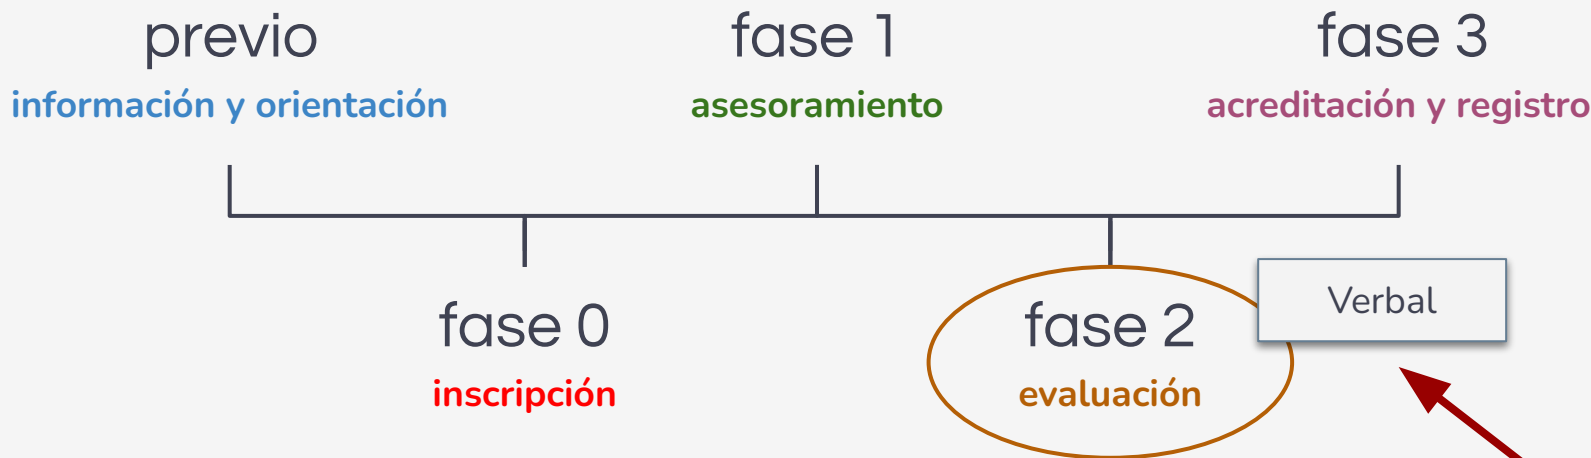 previo
información y orientación
fase 1
asesoramiento
fase 3
acreditación y registro
fase 0
inscripción
fase 2
evaluación
Verbal